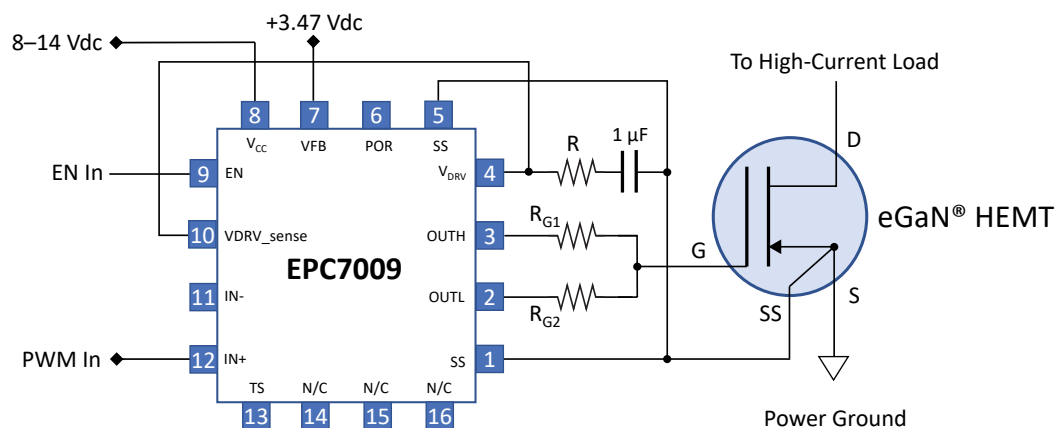 +3.47 Vdc
8–14 Vdc
To High-Current Load
8
7
6
5
1 µF
R
D
VCC
VFB
POR
SS
EN In
9
EN
VDRV
4
eGaN® HEMT
10
VDRV_sense
OUTH
3
RG1
G
EPC7009
11
IN-
OUTL
2
RG2
SS
S
PWM In
12
IN+
SS
1
TS
N/C
N/C
N/C
13
14
15
16
Power Ground